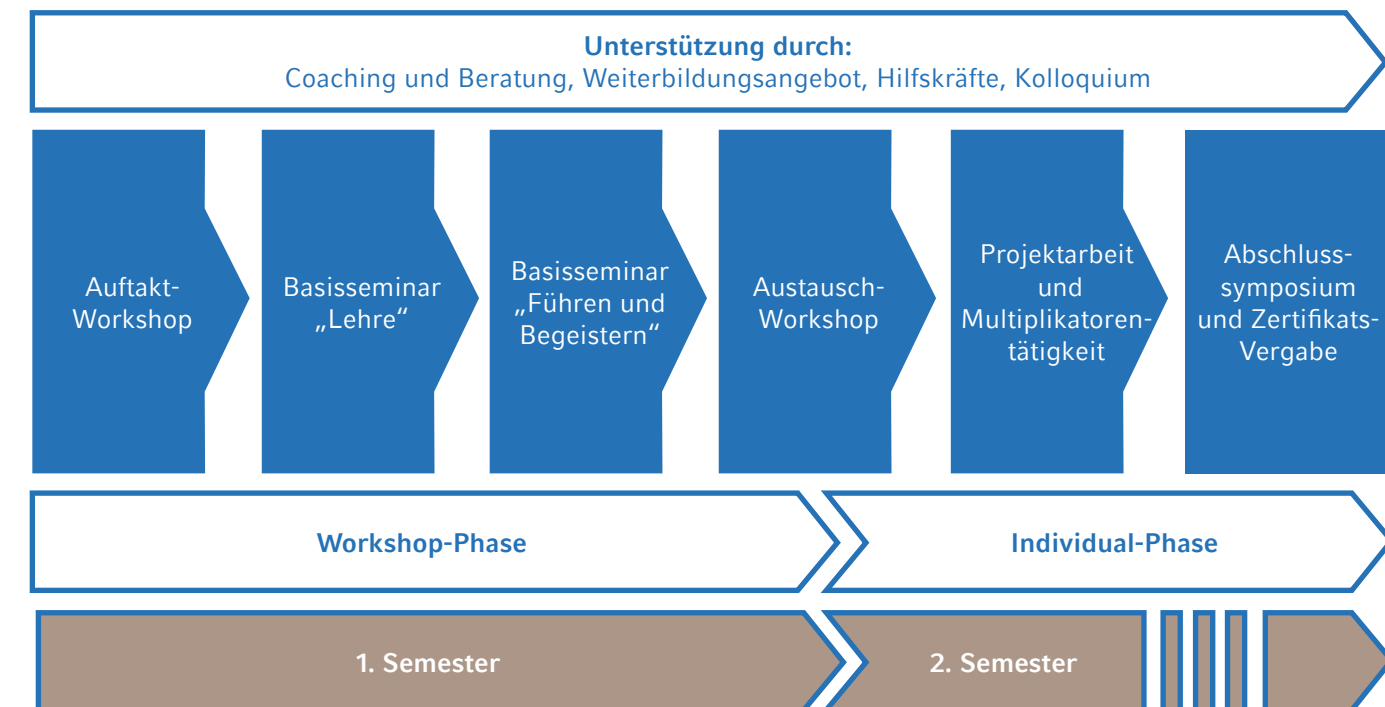 Unterstützung durch:
Coaching und Beratung, Weiterbildungsangebot, Hilfskräfte, Kolloquium
Auftakt-
Workshop
Basisseminar
„Lehre“
Basisseminar
„Führen und
Begeistern“
Austausch-
Workshop
Projektarbeit
und
Multiplikatoren-
tätigkeit
Abschluss-
symposium
und Zertifikats-
Vergabe
Workshop-Phase
Individual-Phase
1. Semester
2. Semester